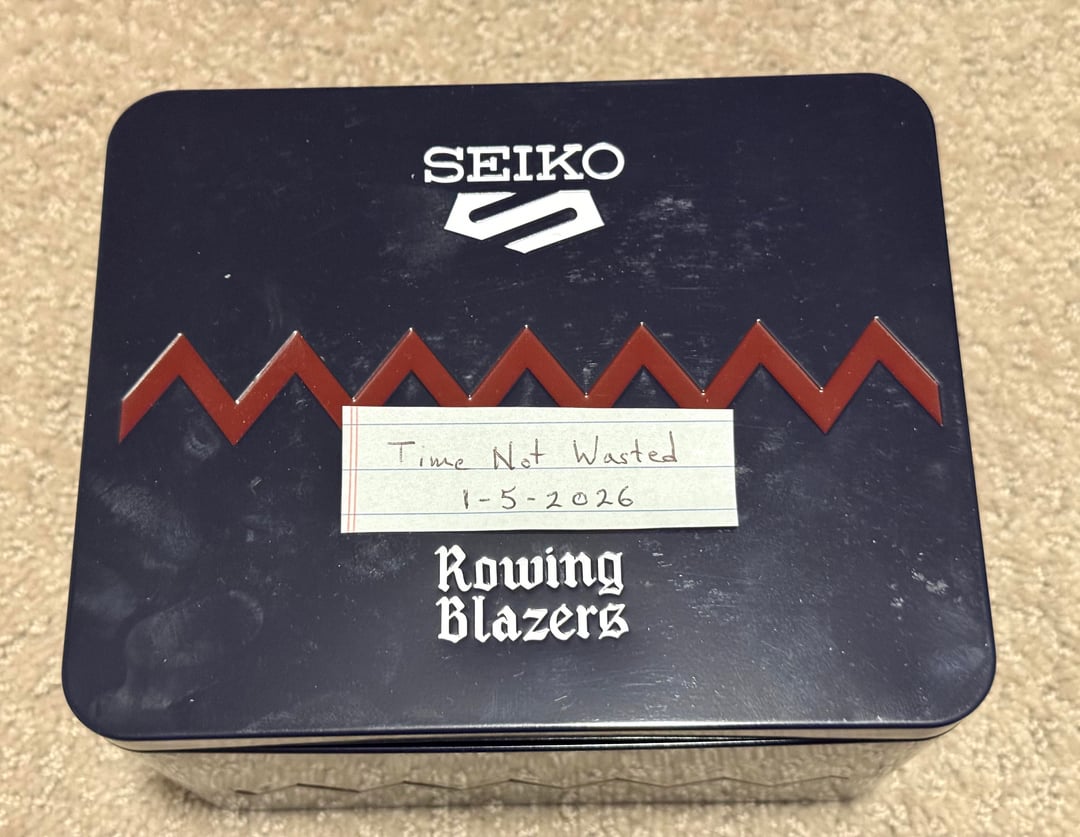 SEIKO
Time Not Wasted
1-5-2026
Rowing
Blazers